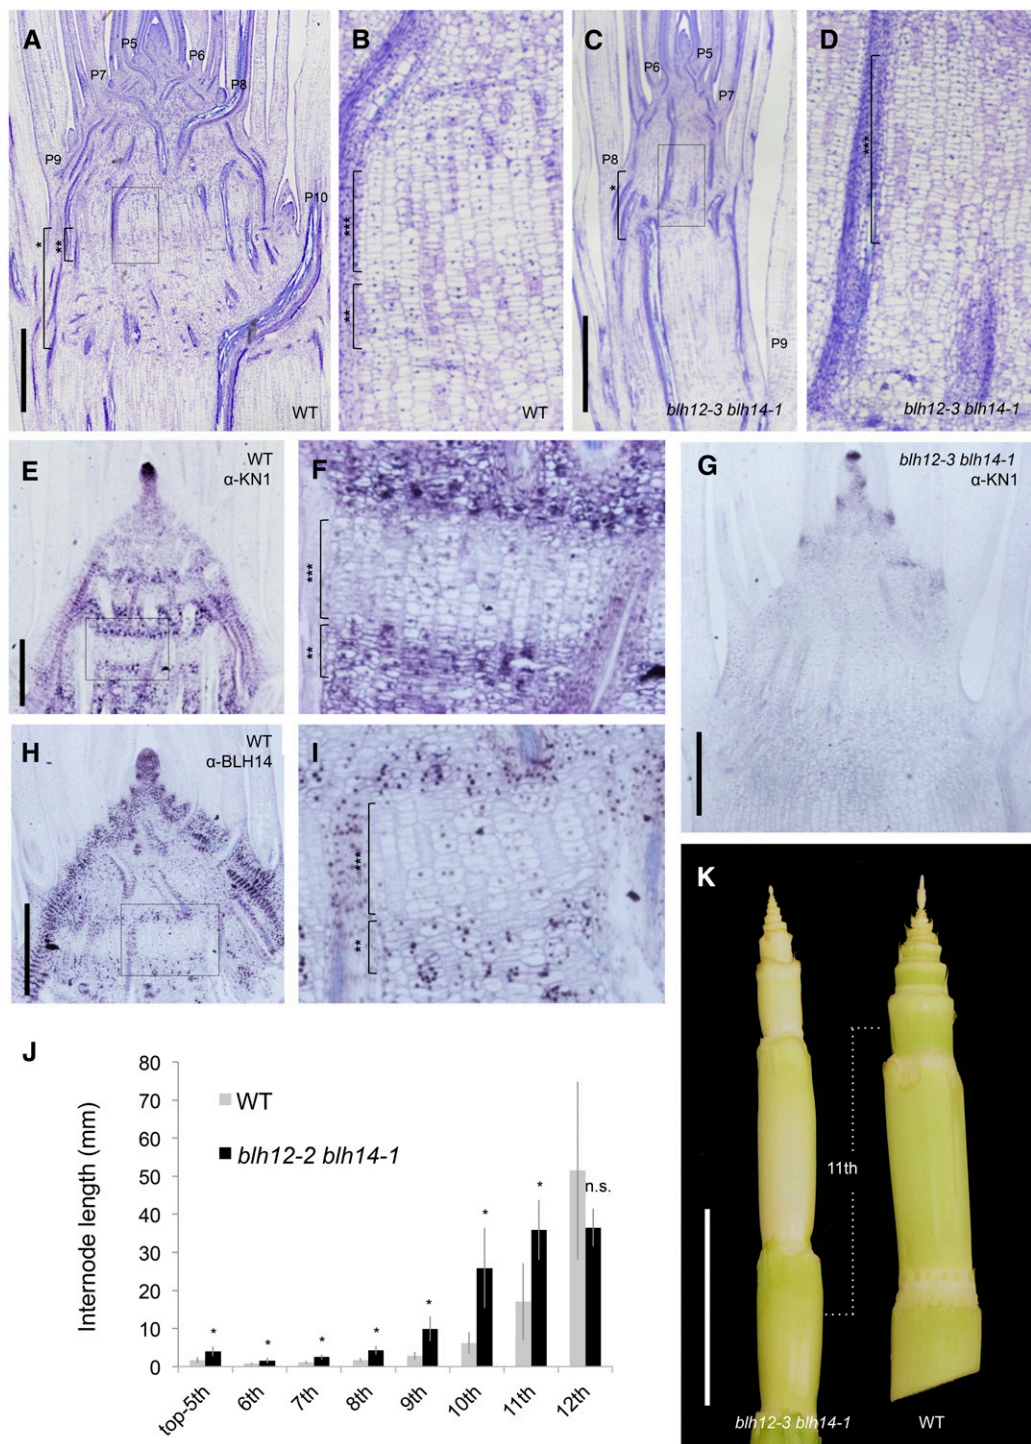 A
P5
P6
P7
P8
P9
P10
*
**
WT
B
***
**
WT
C
P5
P6
P7
P8
*
P9
blh12-3 blh14-1
D
***
blh12-3 blh14-1
E
WT
α-KN1
F
***
**
G
blh12-3 blh14-1
α-KN1
H
WT
α-BLH14
I
***
**
J
Internode length (mm)
80
70
60
50
40
30
20
10
0
WT
blh12-2 blh14-1
*
*
*
*
*
*
*
n.s.
top-5th
6th
7th
8th
9th
10th
11th
12th
K
11th
blh12-3 blh14-1
WT